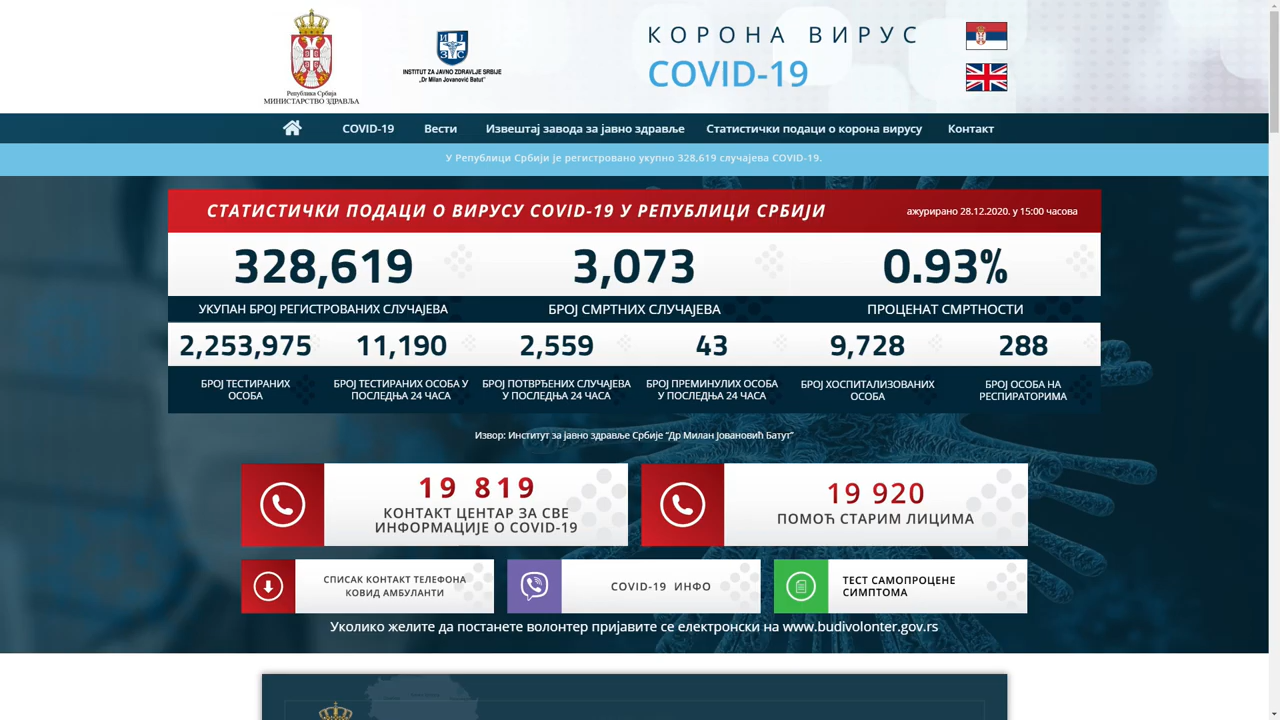 Република Србија
МИНИСТАРСТВО ЗДРАВЉА
ИЈ
ЗС
INSTITUT ZA JAVNO ZDRAVLJE SRBIJE
„Dr Milan Jovanović Batut"
КОРОНА ВИРУС
COVID-19
COVID-19 Вести Извештај завода за јавно здравље Статистички подаци о корона вирусу Контакт
У Републици Србији је регистровано укупно 328,619 случајева COVID-19.
СТАТИСТИЧКИ ПОДАЦИ О ВИРУСУ COVID-19 У РЕПУБЛИЦИ СРБИЈИ
ажурирано 28.12.2020. у 15:00 часова
328,619 3,073 0.93%
УКУПАН БРОЈ РЕГИСТРОВАНИХ СЛУЧАЈЕВА БРОЈ СМРТНИХ СЛУЧАЈЕВА ПРОЦЕНАТ СМРТНОСТИ
2,253,975 11,190 2,559 43 9,728 288
БРОЈ ТЕСТИРАНИХ
ОСОБА
БРОЈ ТЕСТИРАНИХ ОСОБА У
ПОСЛЕДЊА 24 ЧАСА
БРОЈ ПОТВРЂЕНИХ СЛУЧАЈЕВА
У ПОСЛЕДЊА 24 ЧАСА
БРОЈ ПРЕМИНУЛИХ ОСОБА
У ПОСЛЕДЊА 24 ЧАСА
БРОЈ ХОСПИТАЛИЗОВАНИХ
ОСОБА
БРОЈ ОСОБА НА
РЕСПИРАТОРИМА
Извор: Институт за јавно здравље Србије “Др Милан Јовановић Батут”
19 819
КОНТАКТ ЦЕНТАР ЗА СВЕ
ИНФОРМАЦИЈЕ О COVID-19
19 920
ПОМОЋ СТАРИМ ЛИЦИМА
СПИСАК КОНТАКТ ТЕЛЕФОНА
КОВИД АМБУЛАНТИ
COVID-19 ИНФО
ТЕСТ САМОПРОЦЕНЕ
СИМПТОМА
Уколико желите да постанете волонтер пријавите се електронски на www.budivolonter.gov.rs